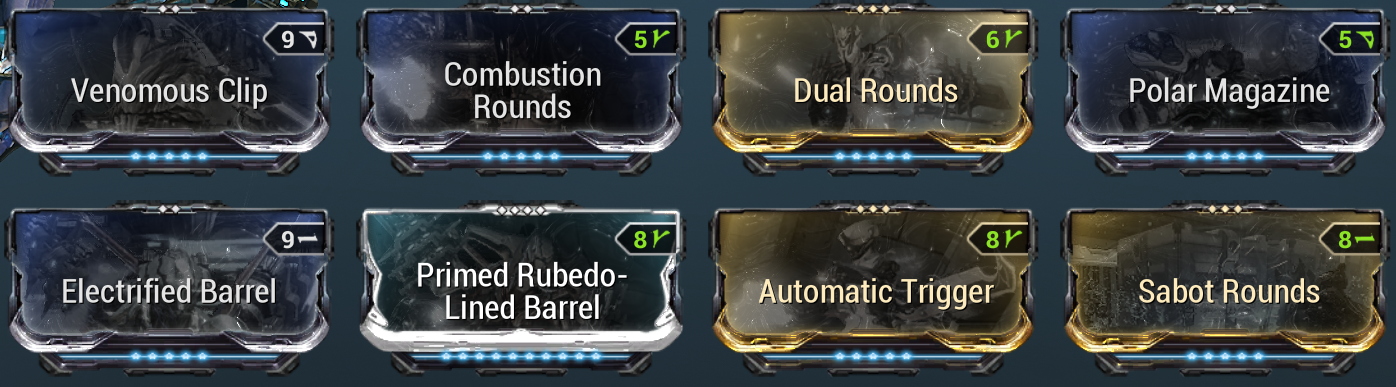 9
Venomous Clip
5
Combustion
Rounds
6
Dual Rounds
5
Polar Magazine
9
Electrified Barrel
8
Primed Rubedo-
Lined Barrel
8
Automatic Trigger
8
Sabot Rounds